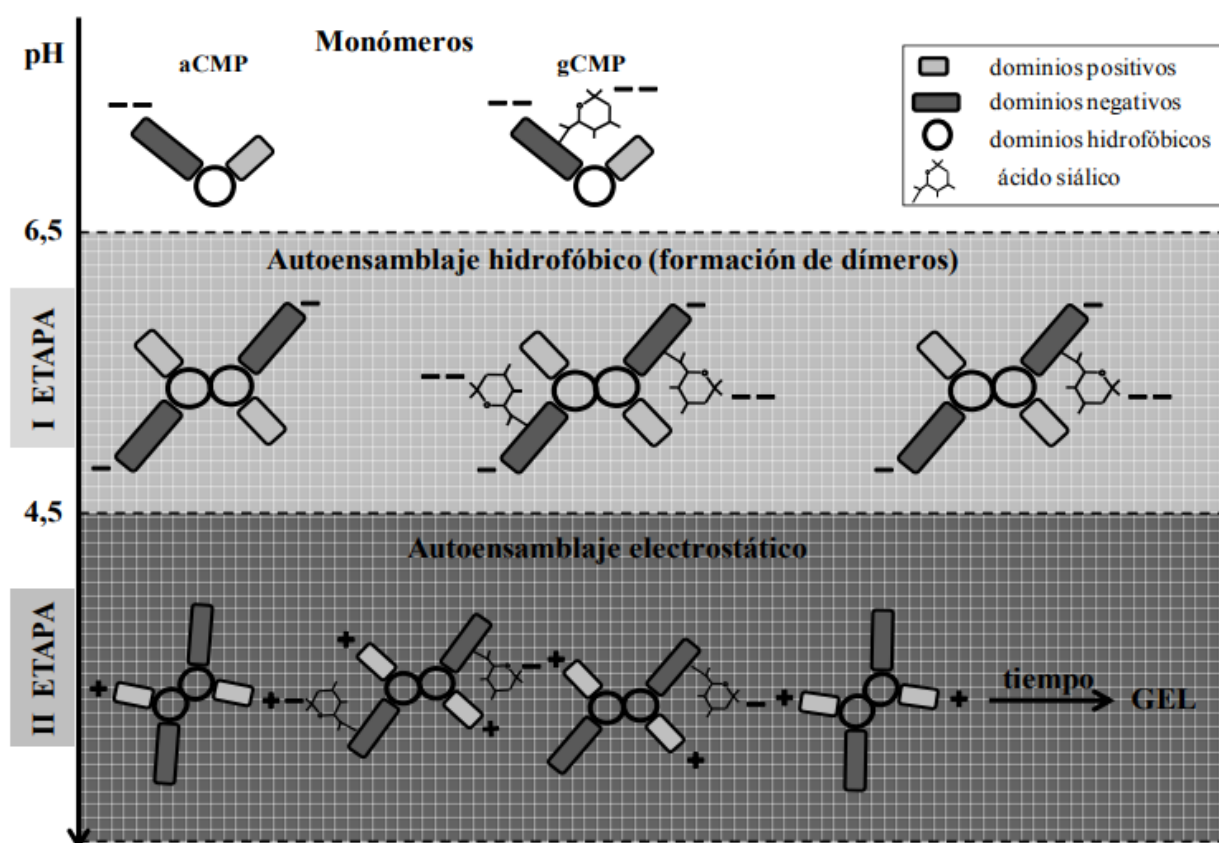 pH
Monómeros
aCMP
gCMP
dominios positivos
dominios negativos
dominios hidrofóbicos
ácido siálico
6,5
Autoensamblaje hidrofóbico (formación de dímeros)
I ETAPA
4,5
Autoensamblaje electrostático
II ETAPA
tiempo
GEL